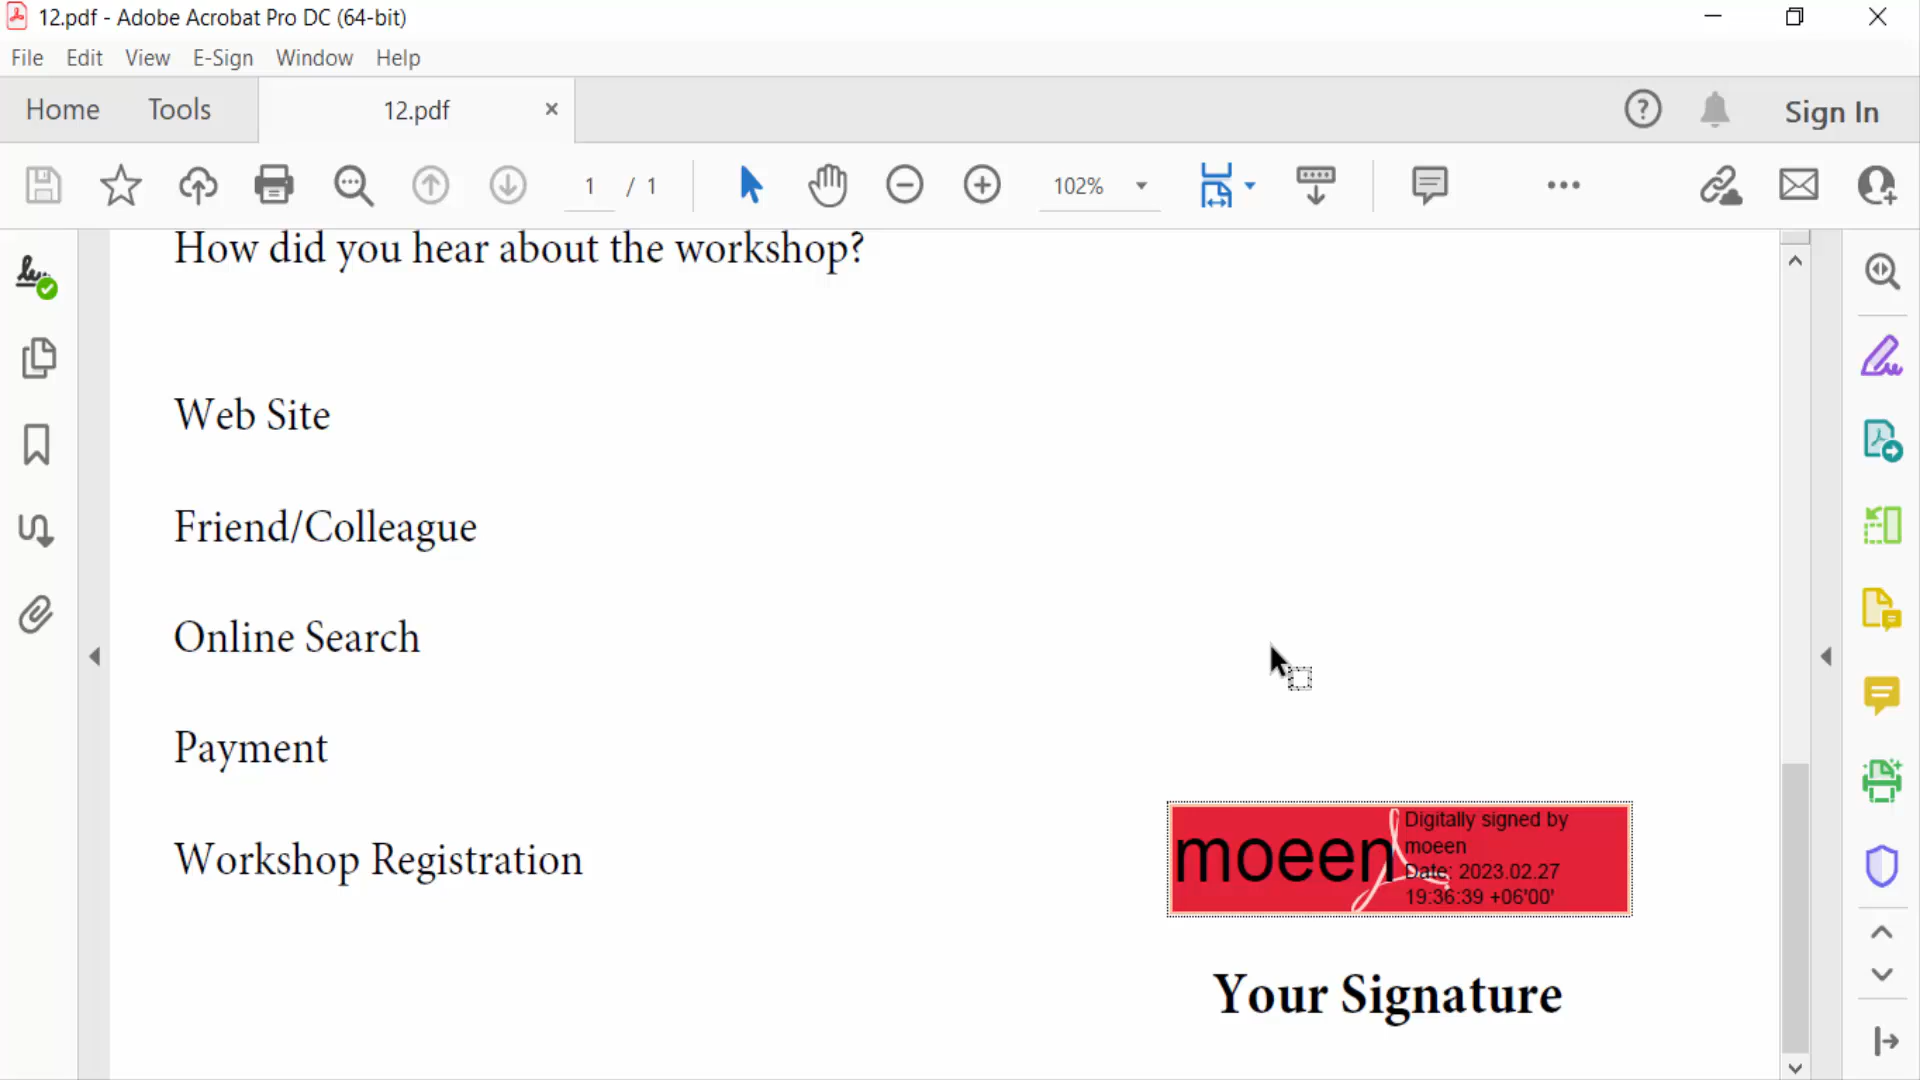 12.pdf - Adobe Acrobat Pro DC (64-bit)
File Edit View E-Sign Window Help
Home Tools 12.pdf × Sign In
1 / 1 102%
How did you hear about the workshop?
Web Site
Friend/Colleague
Online Search
Payment
Workshop Registration
moeen
Digitally signed by
moeen
Date: 2023.02.27
19:36:39 +06'00'
Your Signature